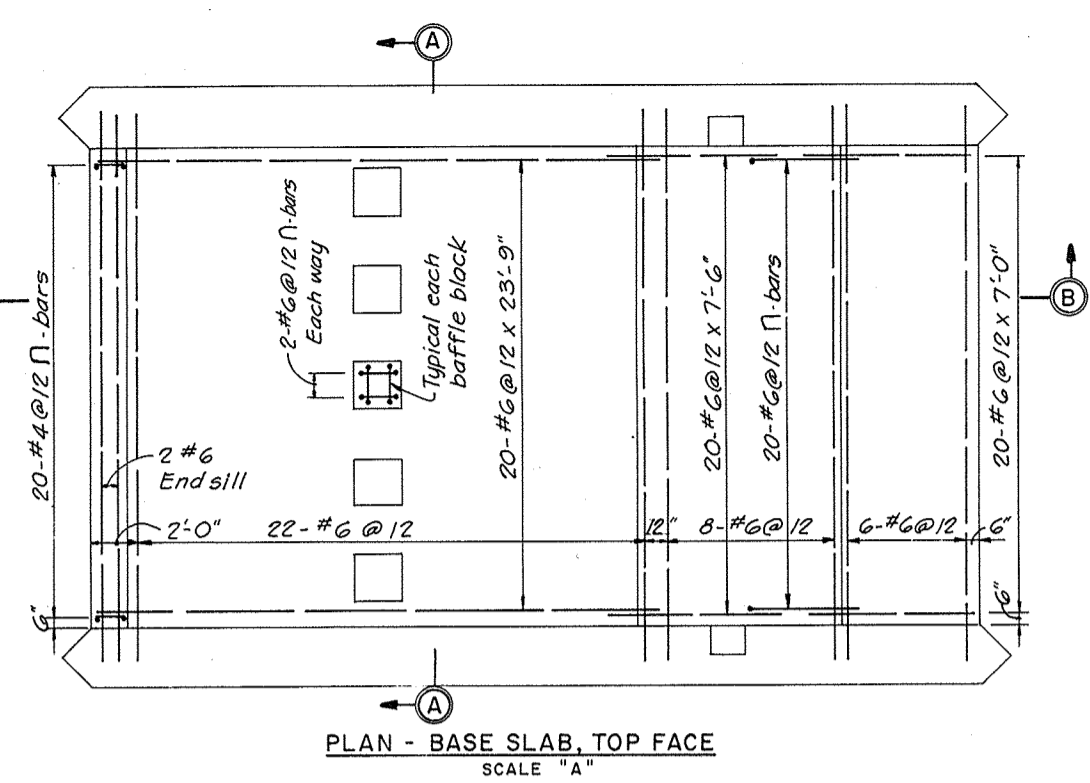 A
20-#4@12 ⊓-bars
2-#6@12 ⊓-bars
Each way
Typical each
baffle block
20-#6@12 x 23'-9"
20-#6@12 x 7'-6"
20-#6@12 ⊓-bars
20-#6@12 x 7'-0"
B
2 #6
End sill
2'-0"
22-#6 @ 12
12"
8-#6@12
6-#6@12
6"
6"
6"
A
PLAN - BASE SLAB, TOP FACE
SCALE "A"